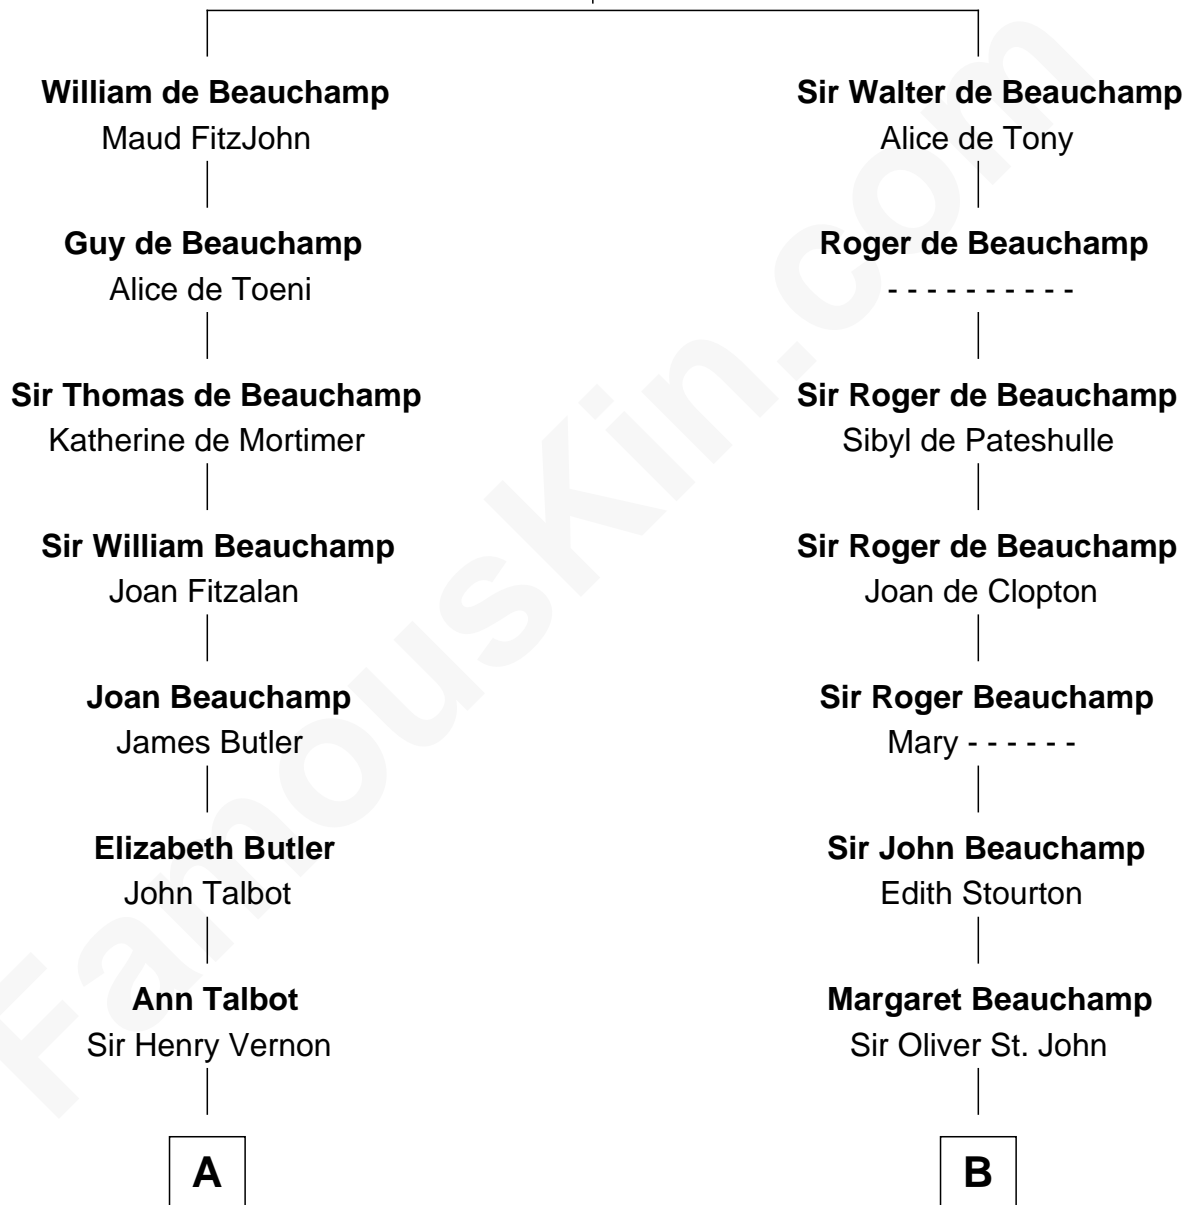 William de Beauchamp
Maud FitzJohn
Guy de Beauchamp
Alice de Toeni
Sir Thomas de Beauchamp
Katherine de Mortimer
Sir William Beauchamp
Joan Fitzalan
Joan Beauchamp
James Butler
Elizabeth Butler
John Talbot
Ann Talbot
Sir Henry Vernon
A
Sir Walter de Beauchamp
Alice de Tony
Roger de Beauchamp
- - - - - - - - - -
Sir Roger de Beauchamp
Sibyl de Pateshulle
Sir Roger de Beauchamp
Joan de Clopton
Sir Roger Beauchamp
Mary - - - - - -
Sir John Beauchamp
Edith Stourton
Margaret Beauchamp
Sir Oliver St. John
B
FamousKin.com